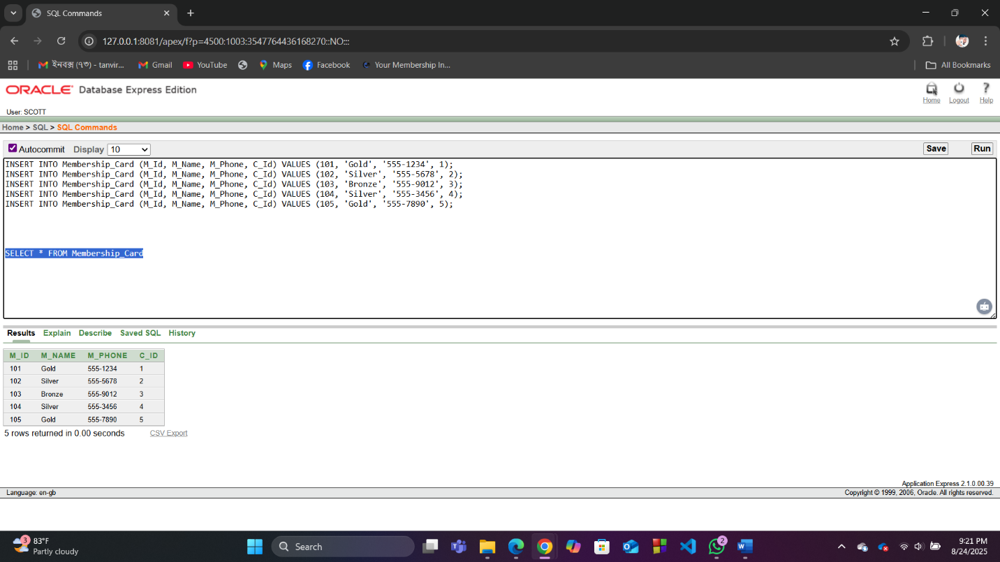 SQL Commands
127.0.0.1:8081/apex/f?p=4500:1003:3547764436168270::NO:::
ইনবক্স (৭৩) - tanvir... Gmail YouTube Maps Facebook Your Membership In... All Bookmarks
ORACLE Database Express Edition
Home Logout Help
User: SCOTT
Home > SQL > SQL Commands
Autocommit Display 10 Save Run
INSERT INTO Membership_Card (M_Id, M_Name, M_Phone, C_Id) VALUES (101, 'Gold', '555-1234', 1);
INSERT INTO Membership_Card (M_Id, M_Name, M_Phone, C_Id) VALUES (102, 'Silver', '555-5678', 2);
INSERT INTO Membership_Card (M_Id, M_Name, M_Phone, C_Id) VALUES (103, 'Bronze', '555-9012', 3);
INSERT INTO Membership_Card (M_Id, M_Name, M_Phone, C_Id) VALUES (104, 'Silver', '555-3456', 4);
INSERT INTO Membership_Card (M_Id, M_Name, M_Phone, C_Id) VALUES (105, 'Gold', '555-7890', 5);
SELECT * FROM Membership_Card
Results Explain Describe Saved SQL History
M_ID M_NAME M_PHONE C_ID
101 Gold 555-1234 1
102 Silver 555-5678 2
103 Bronze 555-9012 3
104 Silver 555-3456 4
105 Gold 555-7890 5
5 rows returned in 0.00 seconds CSV Export
Application Express 2.1.0.00.39
Language: en-gb Copyright © 1999, 2006, Oracle. All rights reserved.
3 83°F
Partly cloudy
Search
2
9:21 PM
8/24/2025